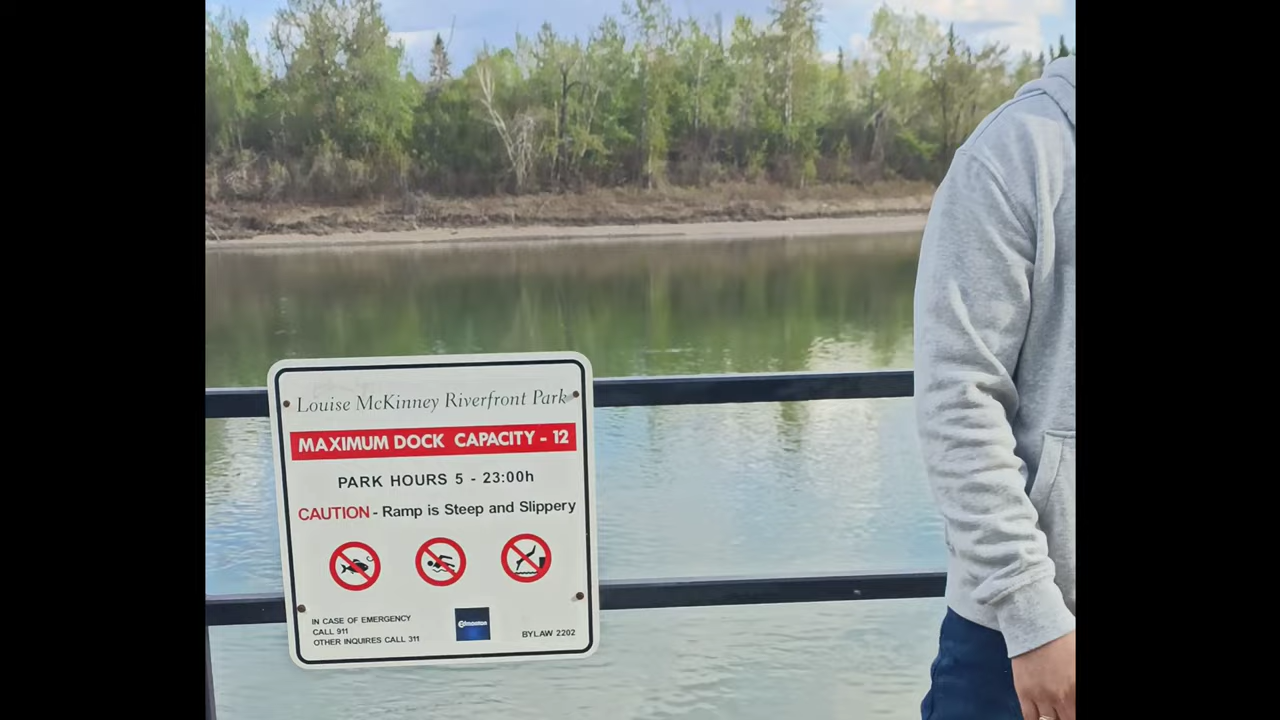 Louise McKinney Riverfront Park
MAXIMUM DOCK CAPACITY - 12
PARK HOURS 5 - 23:00h
CAUTION - Ramp is Steep and Slippery
IN CASE OF EMERGENCY
CALL 911
OTHER INQUIRES CALL 311
Edmonton
BYLAW 2202